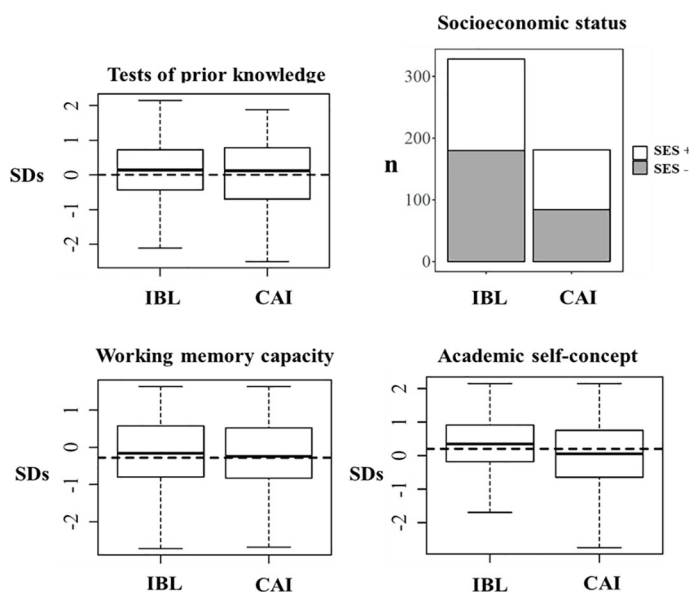 Socioeconomic status
Tests of prior knowledge
SDs
2
1
0
-1
-2
IBL
CAI
n
300
200
100
0
IBL
CAI
SES +
SES -
Working memory capacity
SDs
1
0
-1
-2
IBL
CAI
Academic self-concept
SDs
2
1
0
-1
-2
IBL
CAI